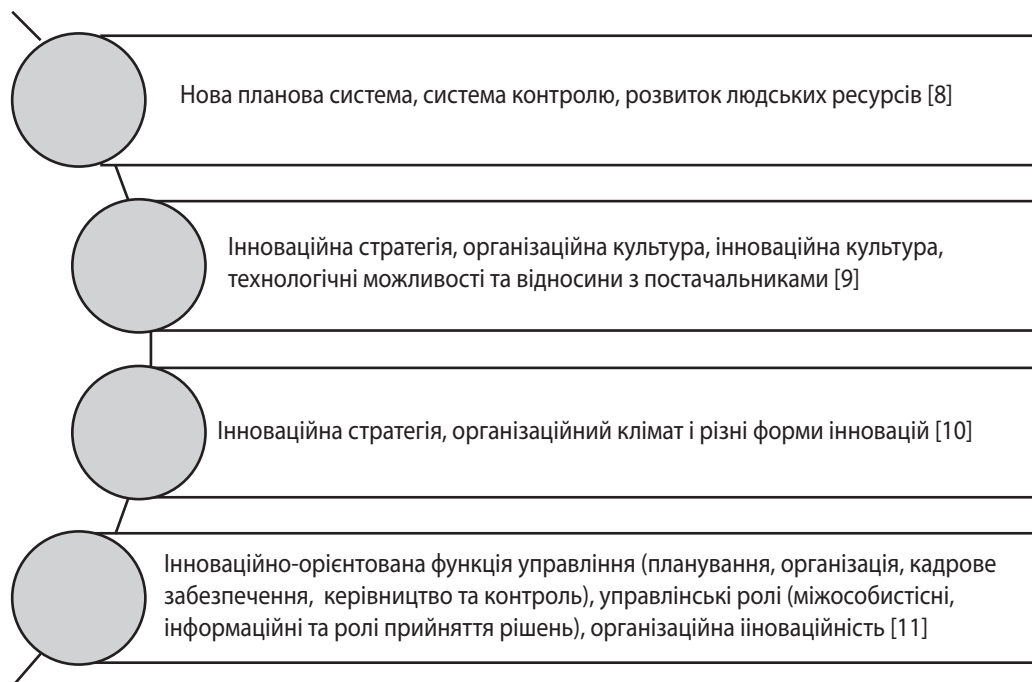 Нова планова система, система контролю, розвиток людських ресурсів [8]
Інноваційна стратегія, організаційна культура, інноваційна культура,
технологічні можливості та відносини з постачальниками [9]
Інноваційна стратегія, організаційний клімат і різні форми інновацій [10]
Інноваційно-орієнтована функція управління (планування, організація, кадрове
забезпечення, керівництво та контроль), управлінські ролі (міжособистісні,
інформаційні та ролі прийняття рішень), організаційна ііноваційність [11]